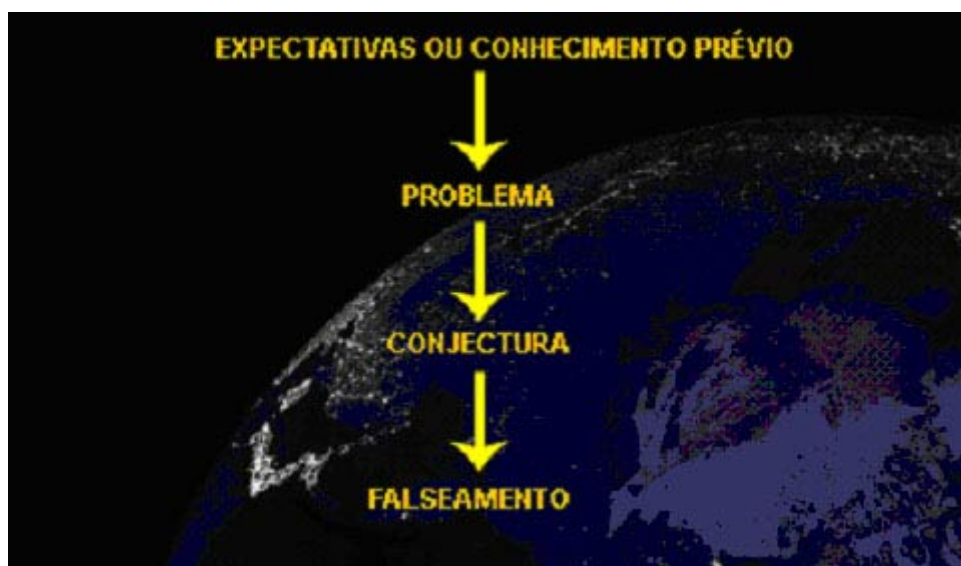 EXPECTATIVAS OU CONHECIMENTO PRÉVIO
PROBLEMA
CONJECTURA
FALSEAMENTO